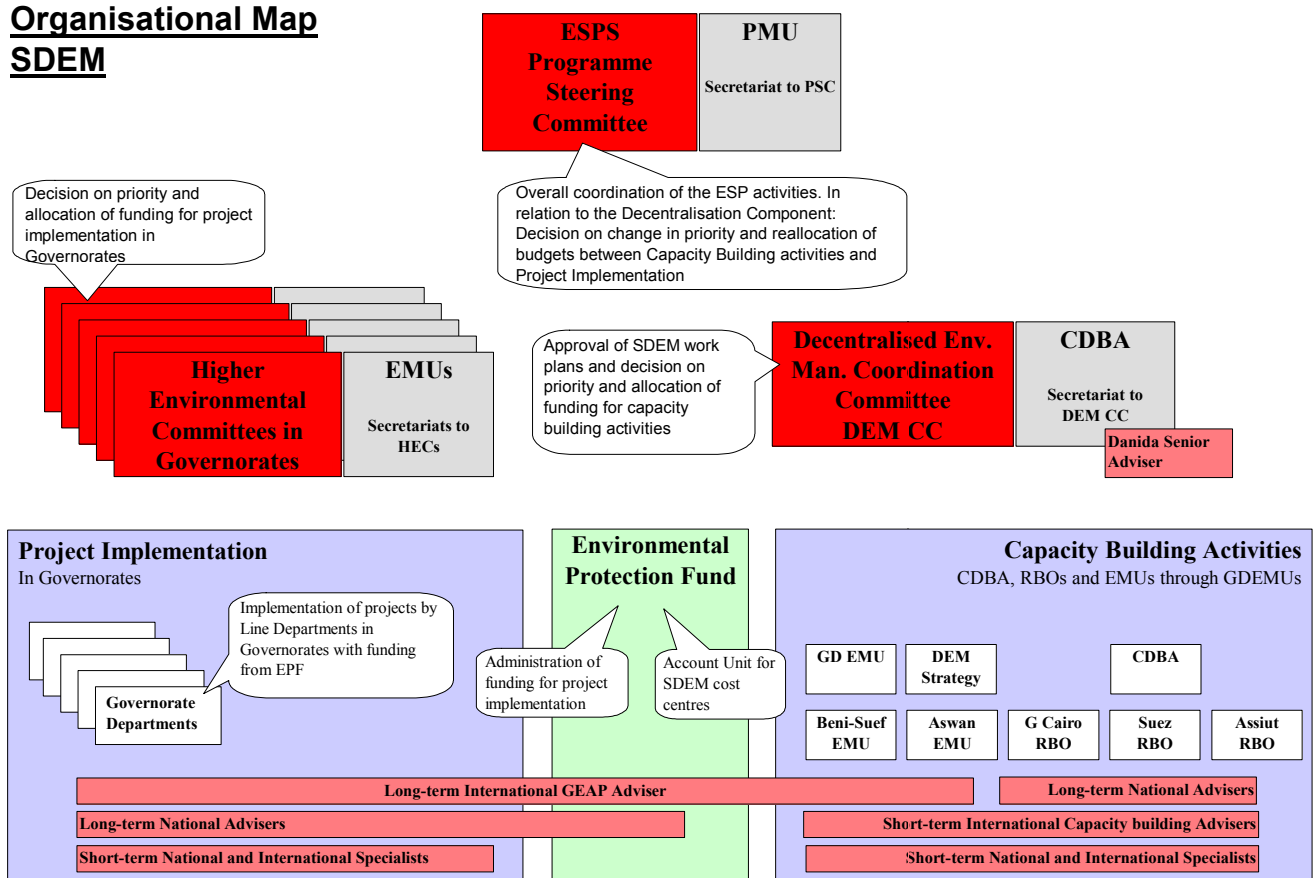 Organisational Map
SDEM
ESPS
Programme
Steering
Committee
PMU
Secretariat to PSC
Decision on priority and
allocation of funding for project
implementation in
Governorates
Overall coordination of the ESP activities. In
relation to the Decentralisation Component:
Decision on change in priority and reallocation of
budgets between Capacity Building activities and
Project Implementation
Higher
Environmental
Committees in
Governorates
EMUs
Secretariats to
HECs
Approval of SDEM work
plans and decision on
priority and allocation of
funding for capacity
building activities
Decentralised Env.
Man. Coordination
Committee
DEM CC
CDBA
Secretariat to
DEM CC
Danida Senior
Adviser
Project Implementation
In Governorates
Implementation of projects by
Line Departments in
Governorates with funding
from EPF
Governorate
Departments
Environmental
Protection Fund
Administration of
funding for project
implementation
Account Unit for
SDEM cost
centres
Capacity Building Activities
CDBA, RBOs and EMUs through GDEMUs
GD EMU
DEM
Strategy
CDBA
Beni-Suef
EMU
Aswan
EMU
G Cairo
RBO
Suez
RBO
Assiut
RBO
Long-term International GEAP Adviser
Long-term National Advisers
Long-term National Advisers
Short-term International Capacity building Advisers
Short-term National and International Specialists
Short-term National and International Specialists